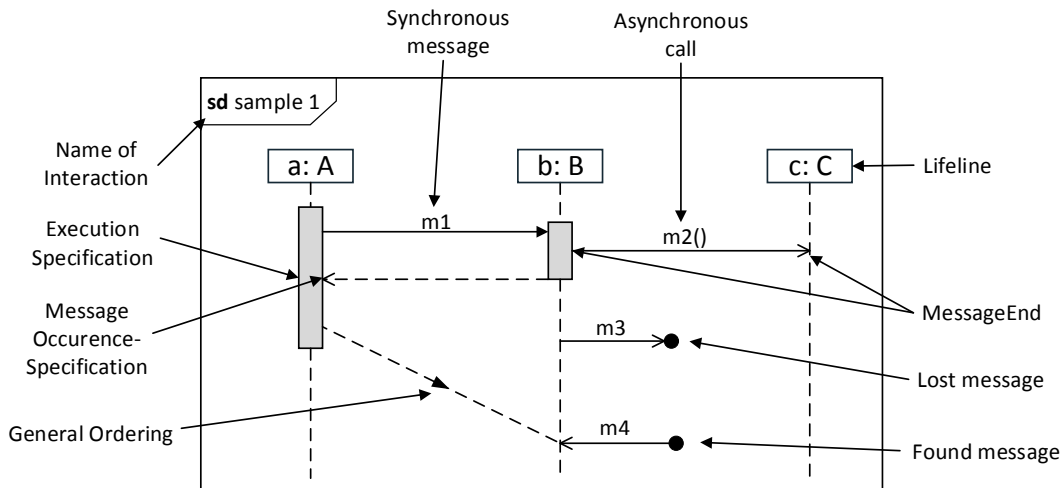 Synchronous
message
Asynchronous
call
sd sample 1
Name of
Interaction
a: A
b: B
c: C
Lifeline
m1
m2()
Execution
Specification
Message
Occurence-
Specification
MessageEnd
m3
Lost message
General Ordering
m4
Found message